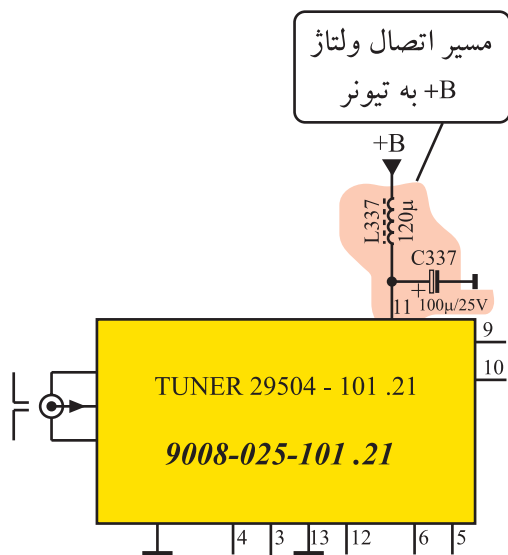 مسیر اتصال ولتاژ
+B به تیونر
+B
L337
120µ
C337
+
11
100µ/25V
9
10
TUNER 29504 - 101 .21
9008-025-101 .21
4
3
13
12
6
5